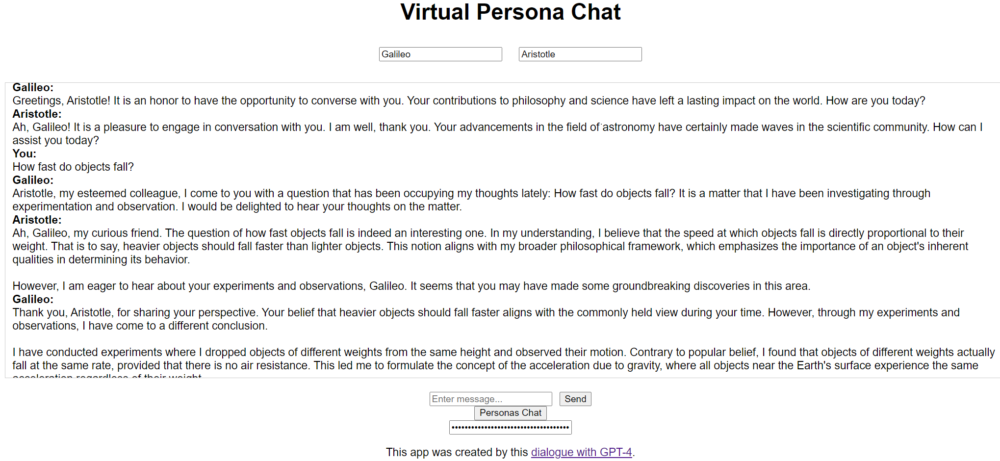 Virtual Persona Chat
Galileo
Aristotle
Galileo:
Greetings, Aristotle! It is an honor to have the opportunity to converse with you. Your contributions to philosophy and science have left a lasting impact on the world. How are you today?
Aristotle:
Ah, Galileo! It is a pleasure to engage in conversation with you. I am well, thank you. Your advancements in the field of astronomy have certainly made waves in the scientific community. How can I
assist you today?
You:
How fast do objects fall?
Galileo:
Aristotle, my esteemed colleague, I come to you with a question that has been occupying my thoughts lately: How fast do objects fall? It is a matter that I have been investigating through
experimentation and observation. I would be delighted to hear your thoughts on the matter.
Aristotle:
Ah, Galileo, my curious friend. The question of how fast objects fall is indeed an interesting one. In my understanding, I believe that the speed at which objects fall is directly proportional to their
weight. That is to say, heavier objects should fall faster than lighter objects. This notion aligns with my broader philosophical framework, which emphasizes the importance of an object's inherent
qualities in determining its behavior.
However, I am eager to hear about your experiments and observations, Galileo. It seems that you may have made some groundbreaking discoveries in this area.
Galileo:
Thank you, Aristotle, for sharing your perspective. Your belief that heavier objects should fall faster aligns with the commonly held view during your time. However, through my experiments and
observations, I have come to a different conclusion.
I have conducted experiments where I dropped objects of different weights from the same height and observed their motion. Contrary to popular belief, I found that objects of different weights actually
fall at the same rate, provided that there is no air resistance. This led me to formulate the concept of the acceleration due to gravity, where all objects near the Earth's surface experience the same
acceleration regardless of their weight.
Enter message...
Send
Personas Chat
This app was created by this dialogue with GPT-4.